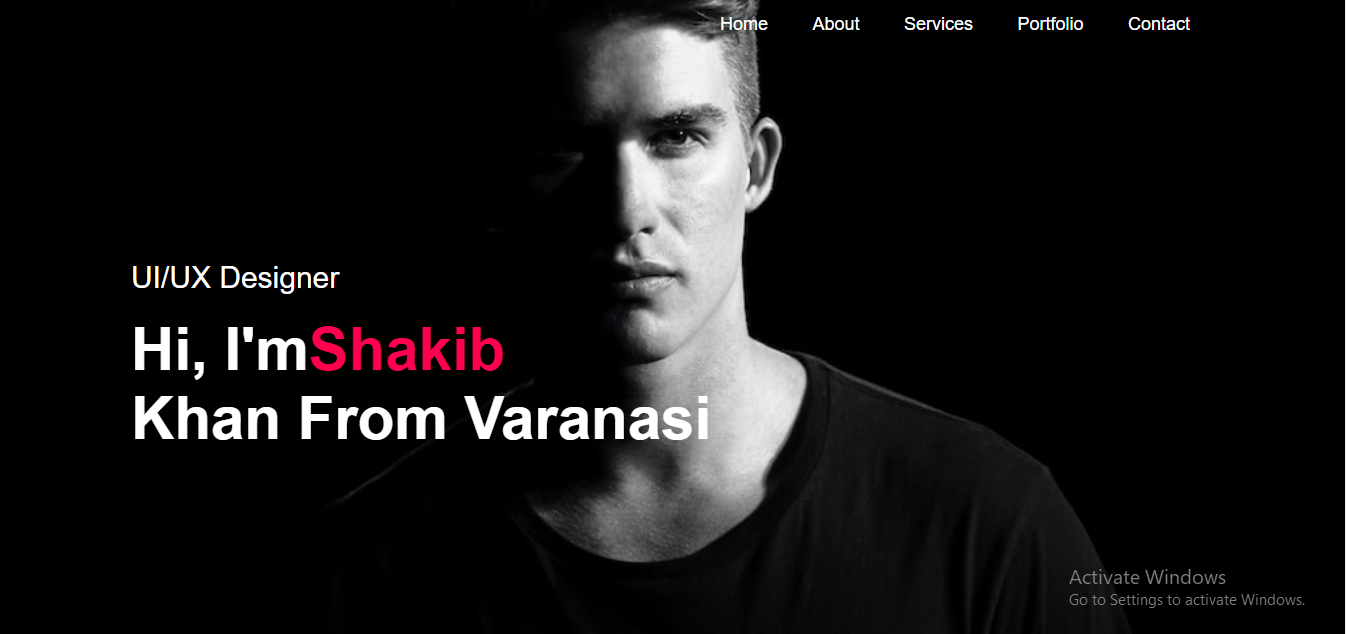 Home About Services Portfolio Contact
UI/UX Designer
Hi, I'mShakib
Khan From Varanasi
Activate Windows
Go to Settings to activate Windows.